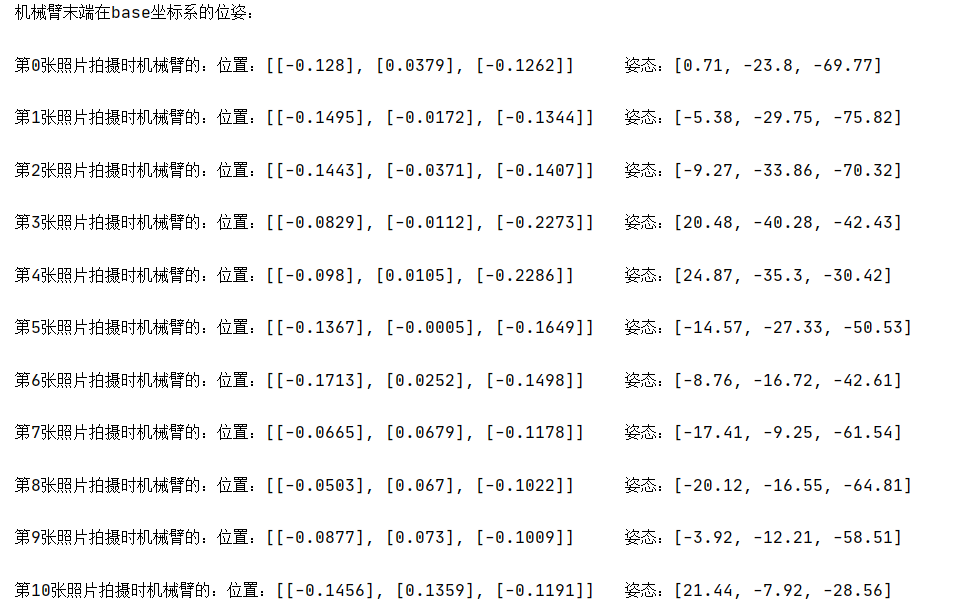 机械臂末端在base坐标系的位姿：
第0张照片拍摄时机械臂的：位置：[[-0.128], [0.0379], [-0.1262]] 姿态：[0.71, -23.8, -69.77]
第1张照片拍摄时机械臂的：位置：[[-0.1495], [-0.0172], [-0.1344]] 姿态：[-5.38, -29.75, -75.82]
第2张照片拍摄时机械臂的：位置：[[-0.1443], [-0.0371], [-0.1407]] 姿态：[-9.27, -33.86, -70.32]
第3张照片拍摄时机械臂的：位置：[[-0.0829], [-0.0112], [-0.2273]] 姿态：[20.48, -40.28, -42.43]
第4张照片拍摄时机械臂的：位置：[[-0.098], [0.0105], [-0.2286]] 姿态：[24.87, -35.3, -30.42]
第5张照片拍摄时机械臂的：位置：[[-0.1367], [-0.0005], [-0.1649]] 姿态：[-14.57, -27.33, -50.53]
第6张照片拍摄时机械臂的：位置：[[-0.1713], [0.0252], [-0.1498]] 姿态：[-8.76, -16.72, -42.61]
第7张照片拍摄时机械臂的：位置：[[-0.0665], [0.0679], [-0.1178]] 姿态：[-17.41, -9.25, -61.54]
第8张照片拍摄时机械臂的：位置：[[-0.0503], [0.067], [-0.1022]] 姿态：[-20.12, -16.55, -64.81]
第9张照片拍摄时机械臂的：位置：[[-0.0877], [0.073], [-0.1009]] 姿态：[-3.92, -12.21, -58.51]
第10张照片拍摄时机械臂的：位置：[[-0.1456], [0.1359], [-0.1191]] 姿态：[21.44, -7.92, -28.56]